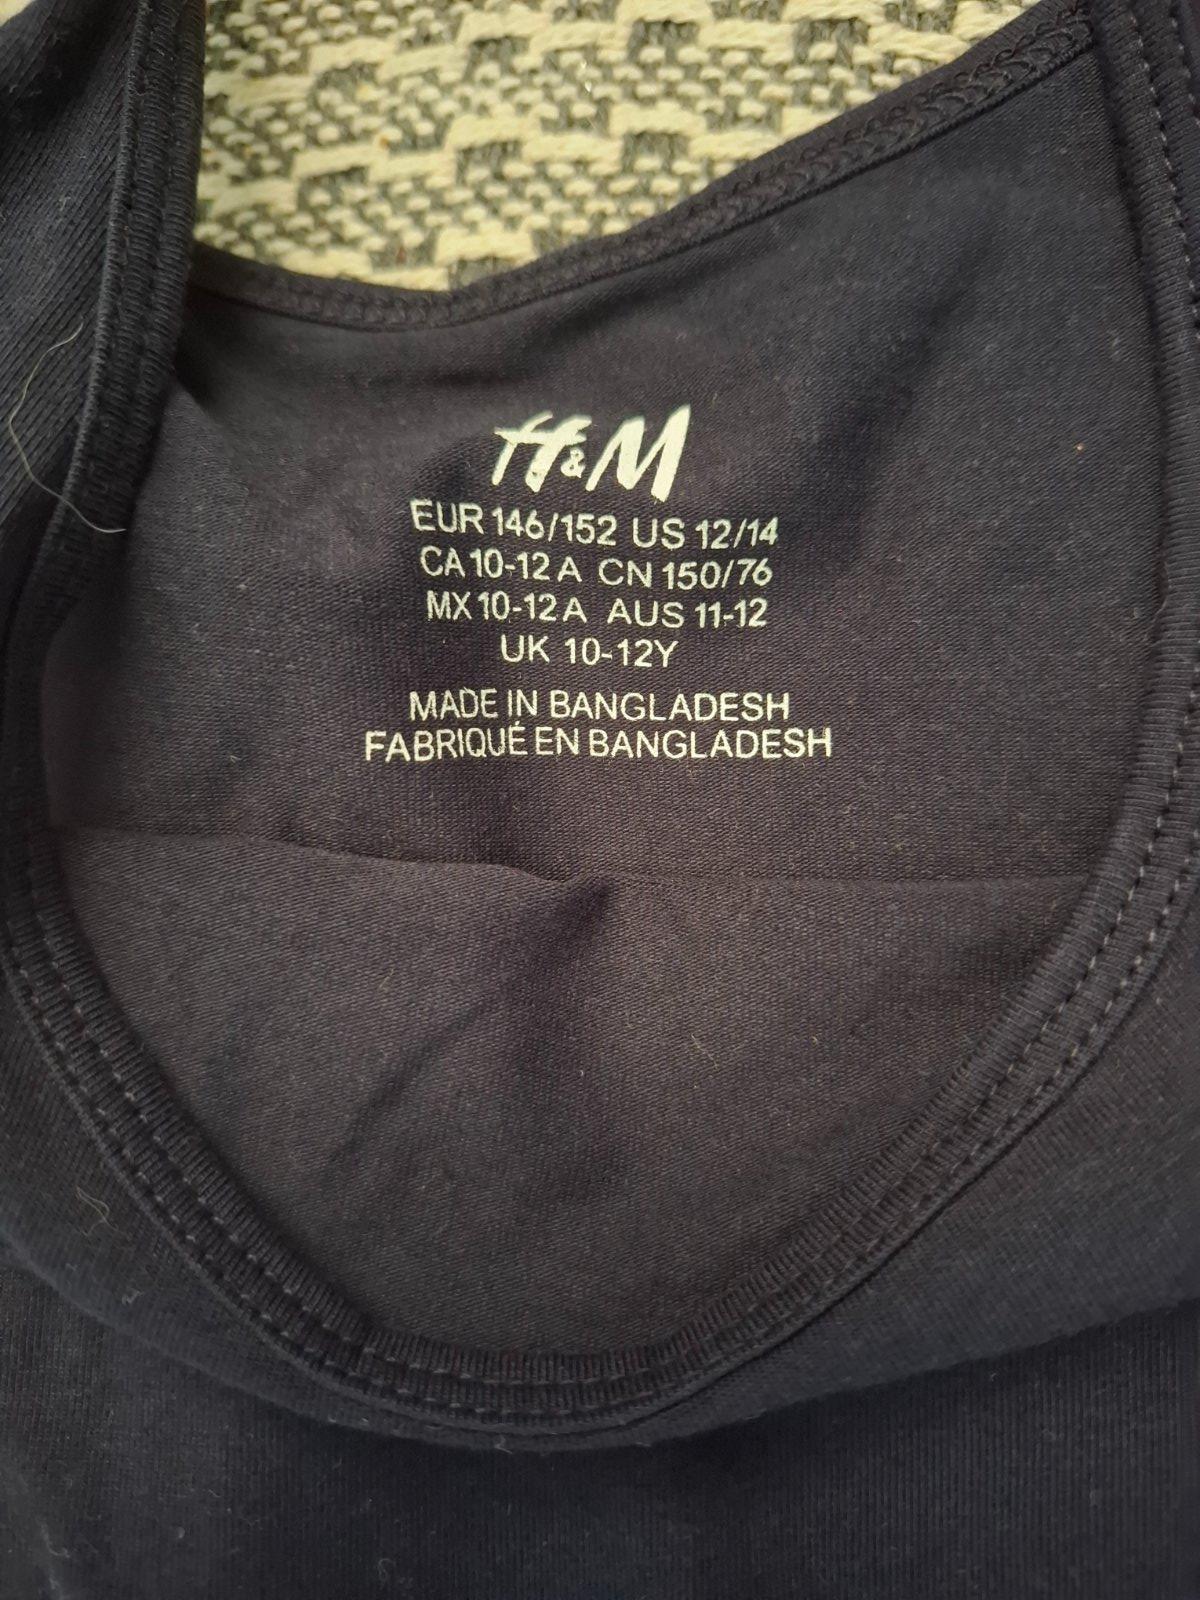 H&M
EUR 146/152 US 12/14
CA 10-12 A CN 150/76
MX 10-12 A AUS 11-12
UK 10-12Y
MADE IN BANGLADESH
FABRIQUÉ EN BANGLADESH